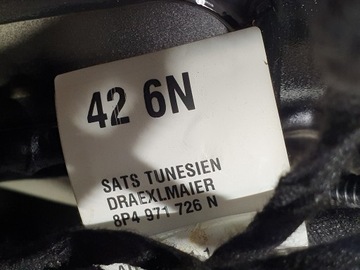 42 6N
SATS TUNESIEN
DRAEXLMAIER
8P4 971 726 N